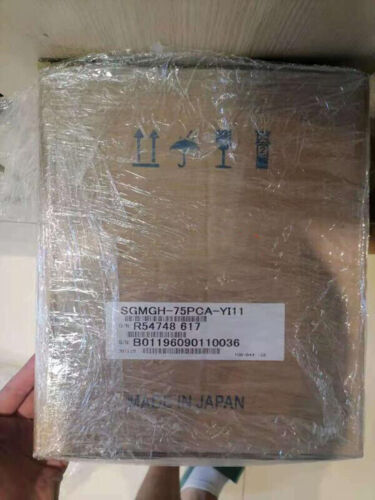 SGMGH-75PCA-YI11
O/N R54748 617
S/N B01196090110036
MADE IN JAPAN